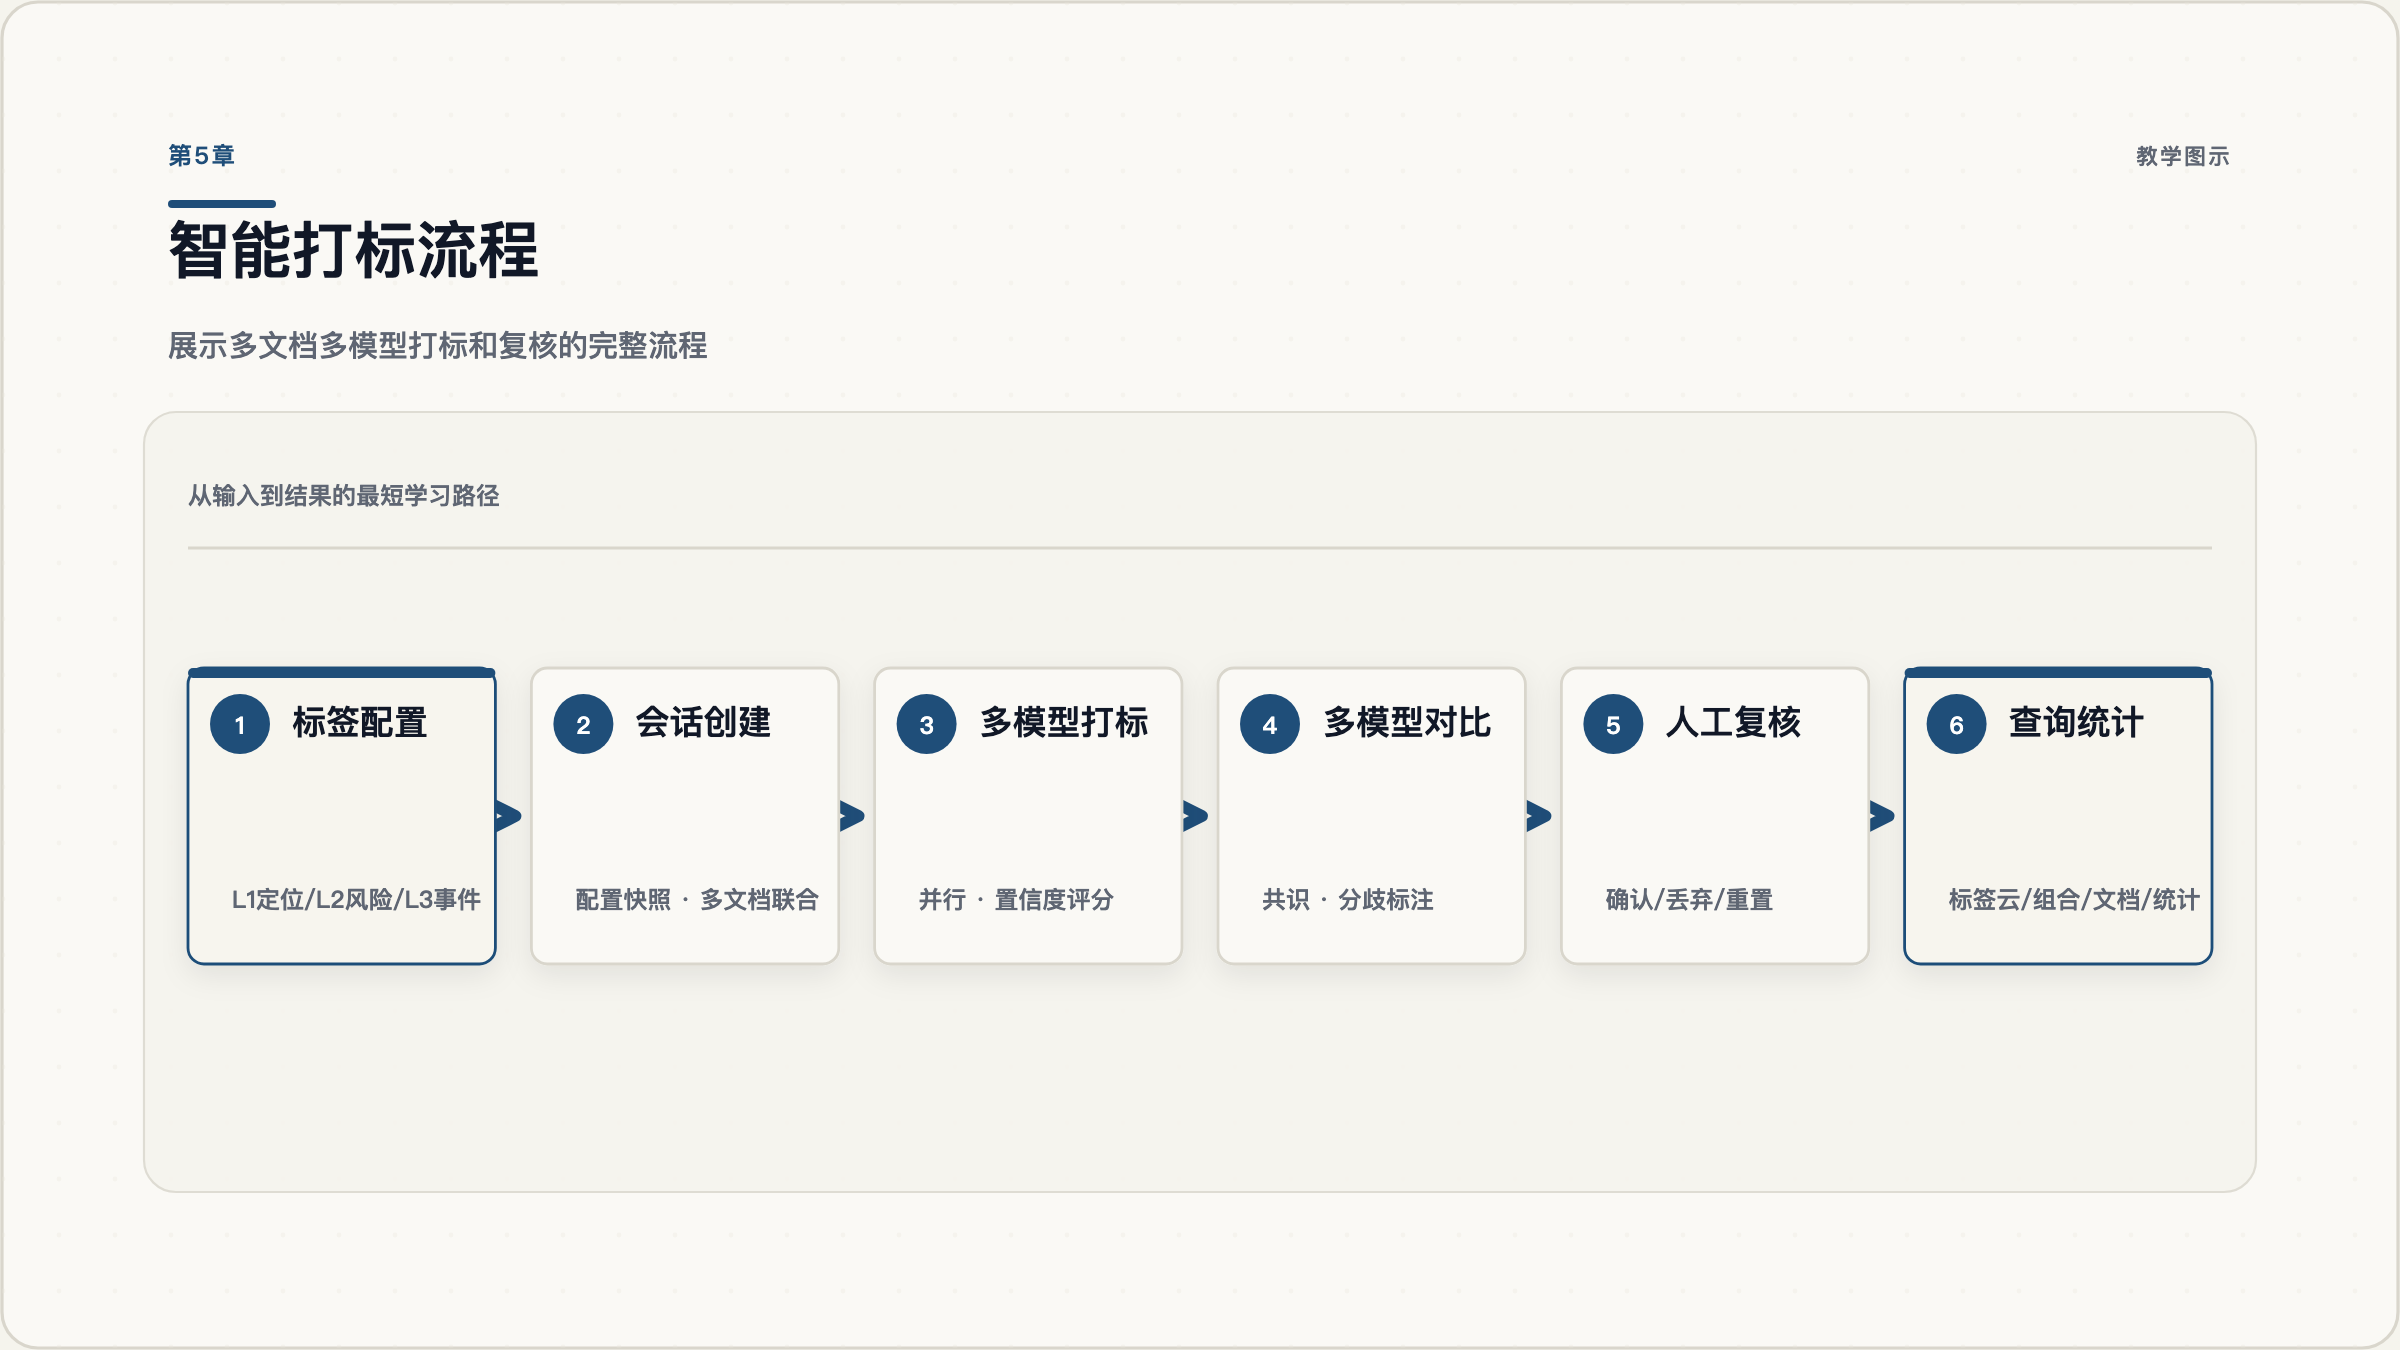 第5章
教学图示
智能打标流程
展示多文档多模型打标和复核的完整流程
从输入到结果的最短学习路径
1 标签配置
L1定位/L2风险/L3事件
2 会话创建
配置快照 · 多文档联合
3 多模型打标
并行 · 置信度评分
4 多模型对比
共识 · 分歧标注
5 人工复核
确认/丢弃/重置
6 查询统计
标签云/组合/文档/统计